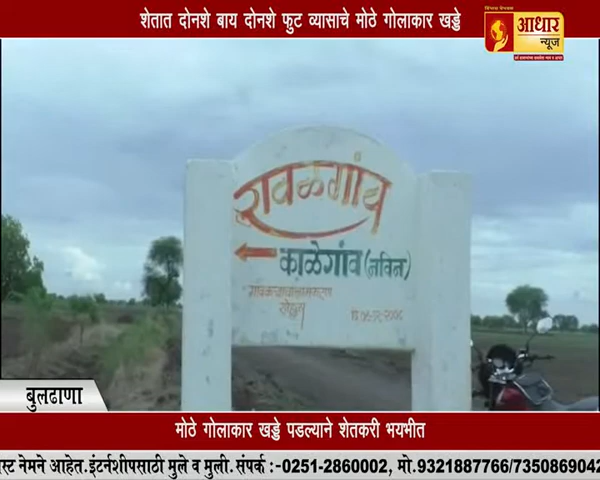 शेतात दोनशे बाय दोनशे फुट व्यासाचे मोठे गोलाकार खड्डे
आधार
न्यूज
रावळगांव
काळेगांव (नविन)
बुलढाणा
मोठे गोलाकार खड्डे पडल्याने शेतकरी भयभीत
स्ट नेमने आहेत.इंटर्नशीपसाठी मुले व मुली.संपर्क :-0251-2860002, मो.9321887766/7350869042